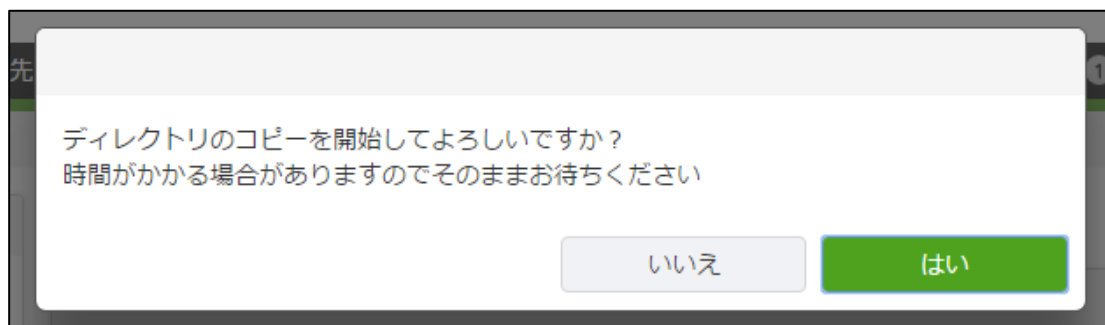 先
①
ディレクトリのコピーを開始してよろしいですか？
時間がかかる場合がありますのでそのままお待ちください
いいえ
はい